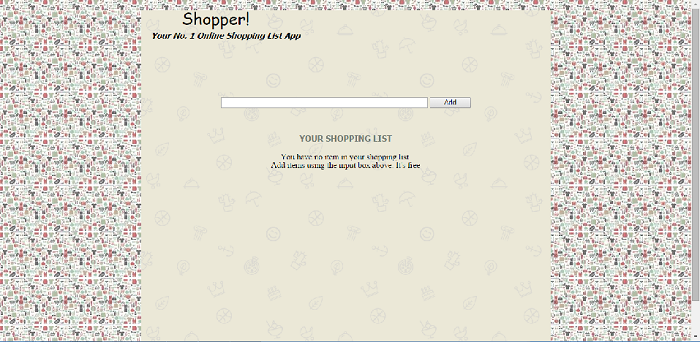 Shopper!
Your No. 1 Online Shopping List App
Add
YOUR SHOPPING LIST
You have no item in your shopping list
Add items using the input box above. It's free